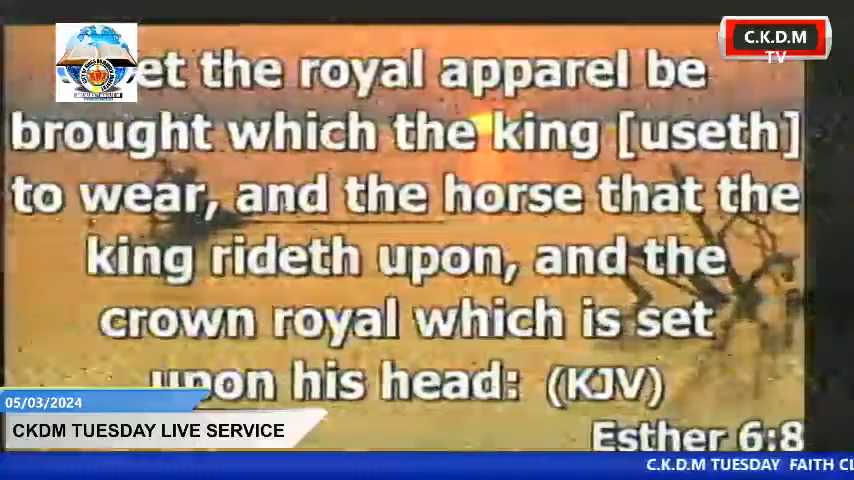 C.K.D.M
TV
et the royal apparel be
brought which the king [useth]
to wear, and the horse that the
king rideth upon, and the
crown royal which is set
upon his head: (KJV)
Esther 6:8
05/03/2024
CKDM TUESDAY LIVE SERVICE
C.K.D.M TUESDAY FAITH CL